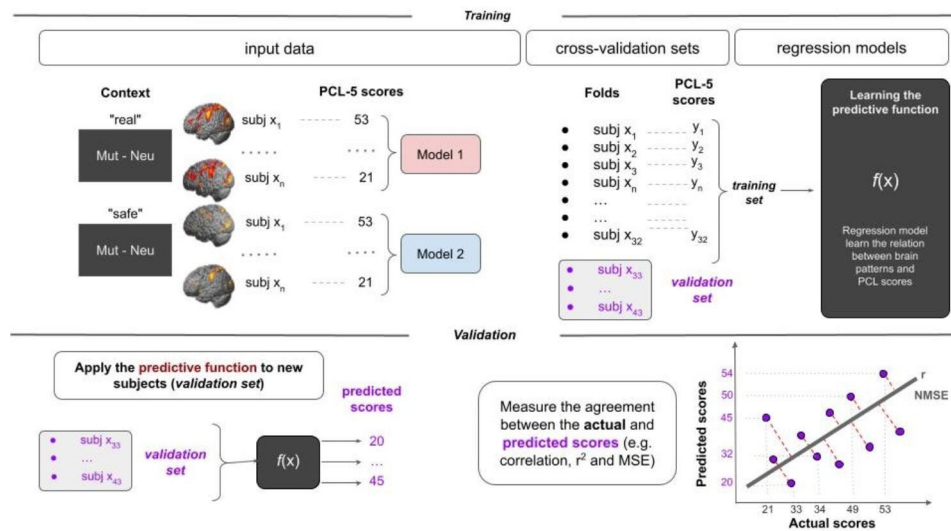 Training
input data
cross-validation sets
regression models
Context
PCL-5 scores
"real"
Mut - Neu
subj x1 ------ 53
..... ....
subj xn ------ 21
Model 1
"safe"
Mut - Neu
subj x1 ------ 53
..... ....
subj xn ------ 21
Model 2
Folds
PCL-5
scores
• subj x1 ...... y1
• subj x2 ...... y2
• subj x3 ...... y3
• subj xn ...... yn
• ...
• ...
• subj x32 ...... y32
training
set
• subj x33
• ...
• subj x43
validation
set
Learning the
predictive function
f(x)
Regression model
learn the relation
between brain
patterns and
PCL scores
Validation
Apply the predictive function to new
subjects (validation set)
predicted
scores
• subj x33
• ...
• subj x43
validation
set
f(x)
20
...
45
Measure the agreement
between the actual and
predicted scores (e.g.
correlation, r² and MSE)
Predicted scores
54
50
45
32
20
r
NMSE
21 33 34 49 53
Actual scores